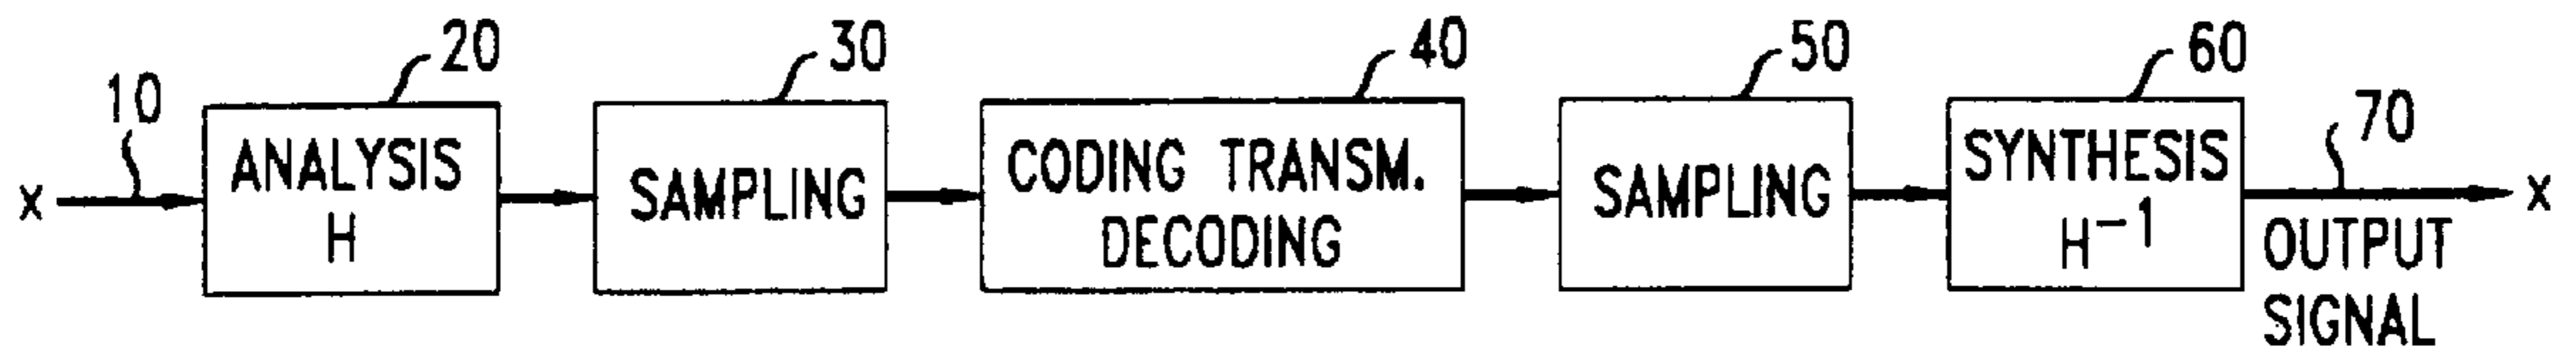 10
20
30
40
50
60
70
X
ANALYSIS
H
SAMPLING
CODING TRANSM.
DECODING
SAMPLING
SYNTHESIS
H⁻¹
X
OUTPUT
SIGNAL